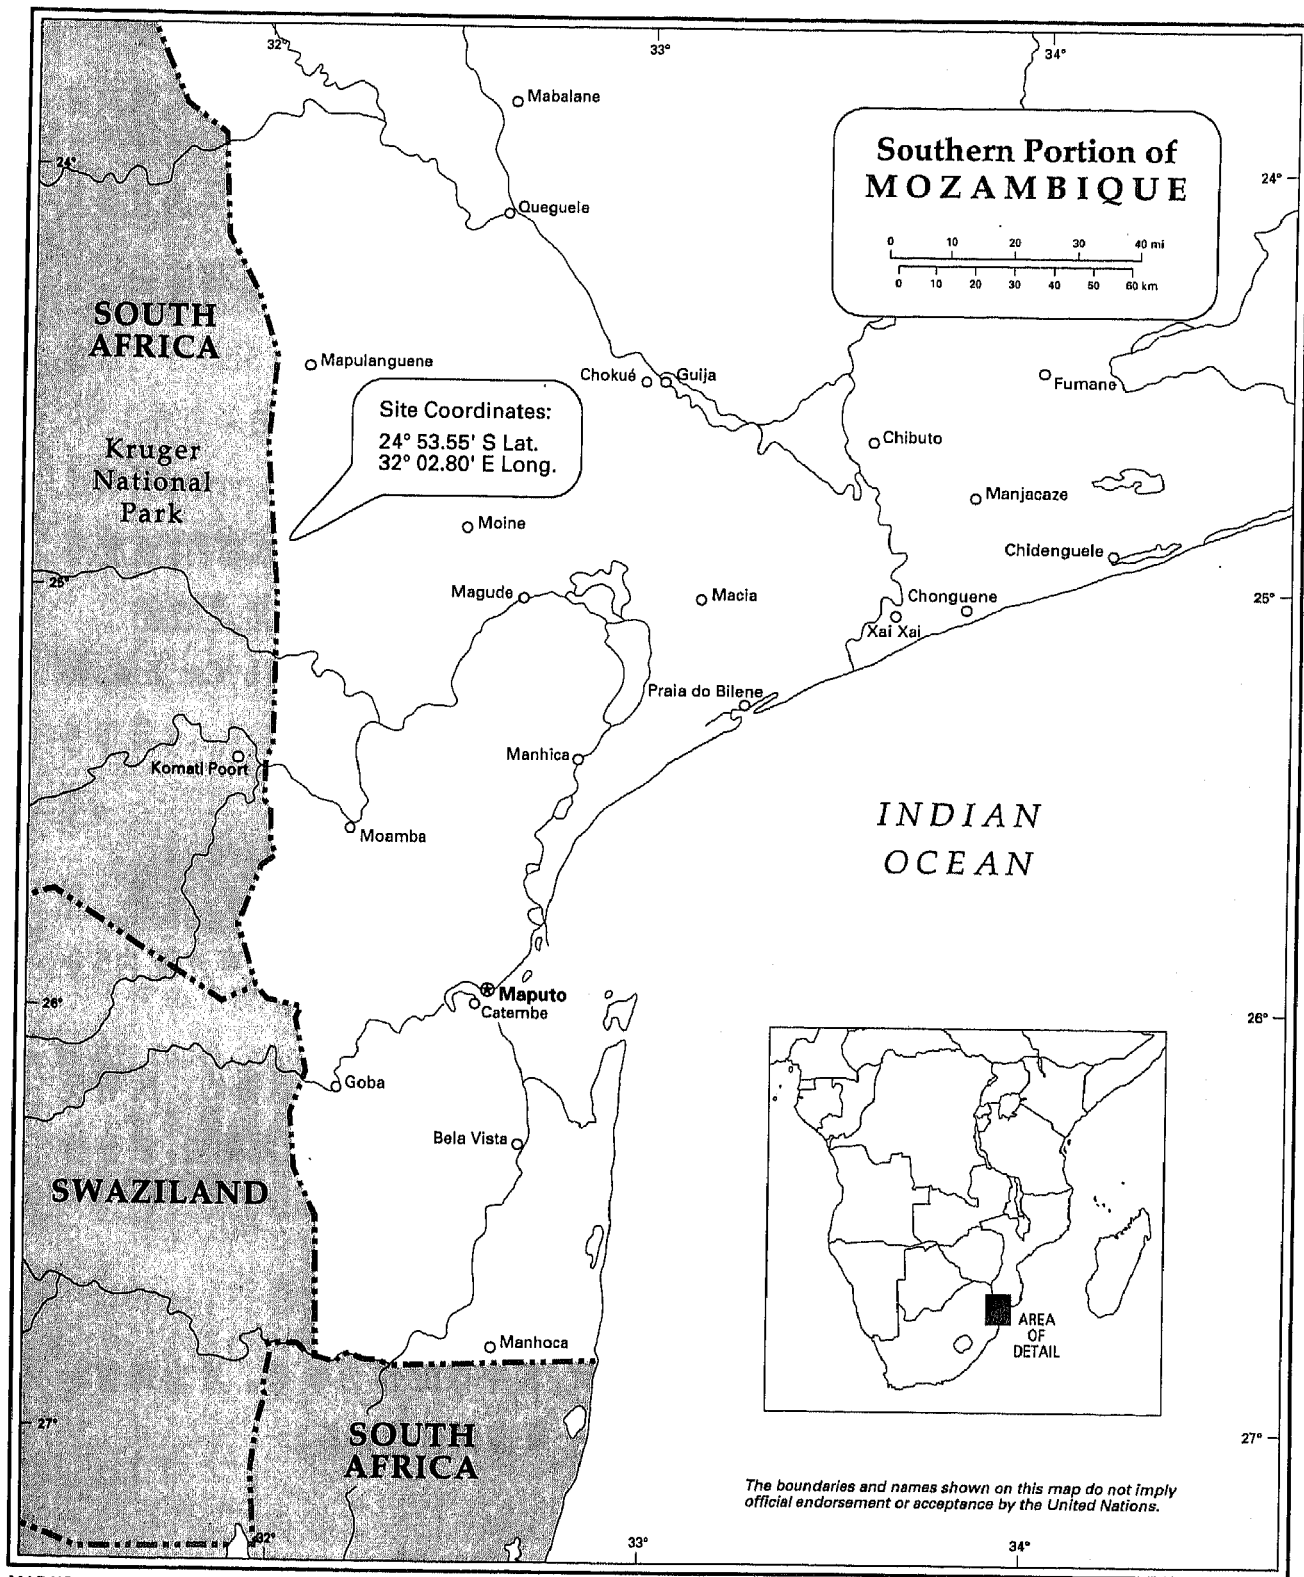 32°
33°
34°
Mabalane
Southern Portion of
MOZAMBIQUE
0 10 20 30 40 mi
0 10 20 30 40 50 60 km
24°
24°
Queguele
SOUTH
AFRICA
Mapulanguene
Chokué
Guija
Fumane
Site Coordinates:
24° 53.55' S Lat.
32° 02.80' E Long.
Kruger
National
Park
Chibuto
Manjacaze
Moine
Chidenguele
25°
25°
Magude
Macia
Chonguene
Xai Xai
Praia do Bilene
Manhica
Komati Poort
Moamba
INDIAN
OCEAN
26°
26°
Maputo
Catembe
Goba
Bela Vista
SWAZILAND
AREA
OF
DETAIL
Manhoca
27°
27°
SOUTH
AFRICA
The boundaries and names shown on this map do not imply
official endorsement or acceptance by the United Nations.
32°
33°
34°